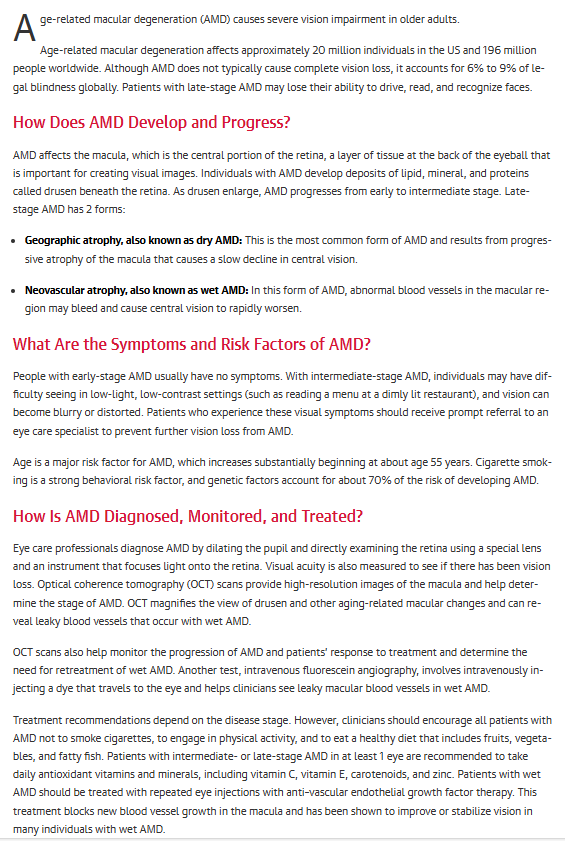 Age-related macular degeneration (AMD) causes severe vision impairment in older adults.
Age-related macular degeneration affects approximately 20 million individuals in the US and 196 million
people worldwide. Although AMD does not typically cause complete vision loss, it accounts for 6% to 9% of le-
gal blindness globally. Patients with late-stage AMD may lose their ability to drive, read, and recognize faces.
How Does AMD Develop and Progress?
AMD affects the macula, which is the central portion of the retina, a layer of tissue at the back of the eyeball that
is important for creating visual images. Individuals with AMD develop deposits of lipid, mineral, and proteins
called drusen beneath the retina. As drusen enlarge, AMD progresses from early to intermediate stage. Late-
stage AMD has 2 forms:
• Geographic atrophy, also known as dry AMD: This is the most common form of AMD and results from progres-
sive atrophy of the macula that causes a slow decline in central vision.
• Neovascular atrophy, also known as wet AMD: In this form of AMD, abnormal blood vessels in the macular re-
gion may bleed and cause central vision to rapidly worsen.
What Are the Symptoms and Risk Factors of AMD?
People with early-stage AMD usually have no symptoms. With intermediate-stage AMD, individuals may have dif-
ficulty seeing in low-light, low-contrast settings (such as reading a menu at a dimly lit restaurant), and vision can
become blurry or distorted. Patients who experience these visual symptoms should receive prompt referral to an
eye care specialist to prevent further vision loss from AMD.
Age is a major risk factor for AMD, which increases substantially beginning at about age 55 years. Cigarette smok-
ing is a strong behavioral risk factor, and genetic factors account for about 70% of the risk of developing AMD.
How Is AMD Diagnosed, Monitored, and Treated?
Eye care professionals diagnose AMD by dilating the pupil and directly examining the retina using a special lens
and an instrument that focuses light onto the retina. Visual acuity is also measured to see if there has been vision
loss. Optical coherence tomography (OCT) scans provide high-resolution images of the macula and help deter-
mine the stage of AMD. OCT magnifies the view of drusen and other aging-related macular changes and can re-
veal leaky blood vessels that occur with wet AMD.
OCT scans also help monitor the progression of AMD and patients' response to treatment and determine the
need for retreatment of wet AMD. Another test, intravenous fluorescein angiography, involves intravenously in-
jecting a dye that travels to the eye and helps clinicians see leaky macular blood vessels in wet AMD.
Treatment recommendations depend on the disease stage. However, clinicians should encourage all patients with
AMD not to smoke cigarettes, to engage in physical activity, and to eat a healthy diet that includes fruits, vegeta-
bles, and fatty fish. Patients with intermediate- or late-stage AMD in at least 1 eye are recommended to take
daily antioxidant vitamins and minerals, including vitamin C, vitamin E, carotenoids, and zinc. Patients with wet
AMD should be treated with repeated eye injections with anti-vascular endothelial growth factor therapy. This
treatment blocks new blood vessel growth in the macula and has been shown to improve or stabilize vision in
many individuals with wet AMD.